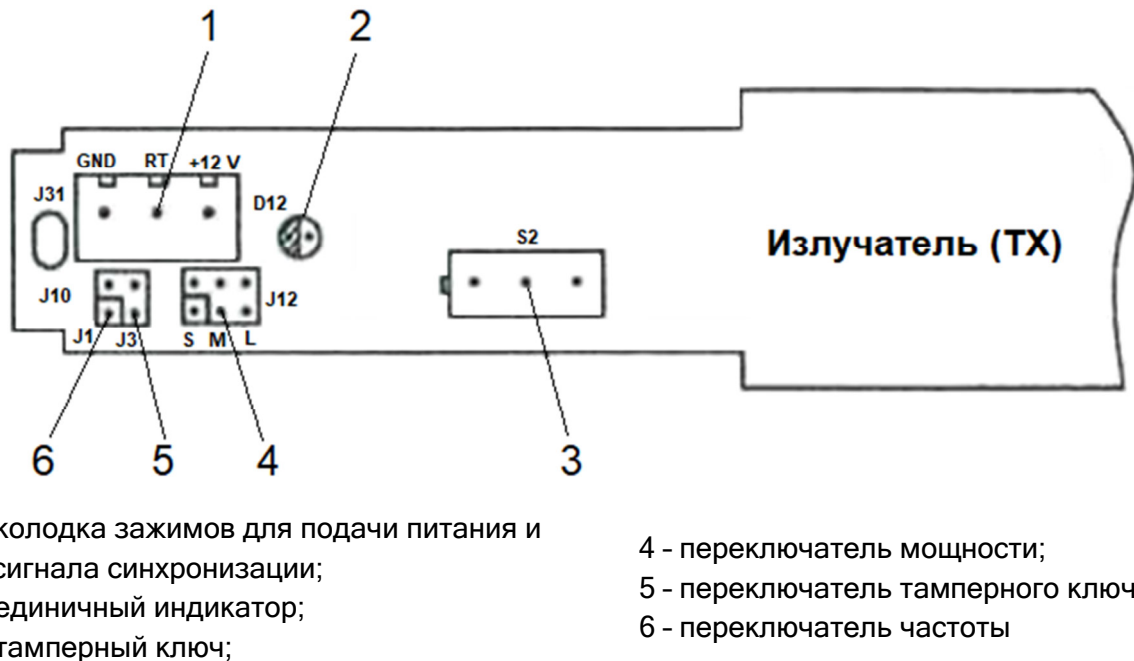 1 2
GND RT +12 V
J31
D12
S2
Излучатель (TX)
J10
J12
J1 J3 S M L
6 5 4 3
колодка зажимов для подачи питания и
сигнала синхронизации;
единичный индикатор;
тамперный ключ;
4 – переключатель мощности;
5 – переключатель тамперного ключ
6 – переключатель частоты